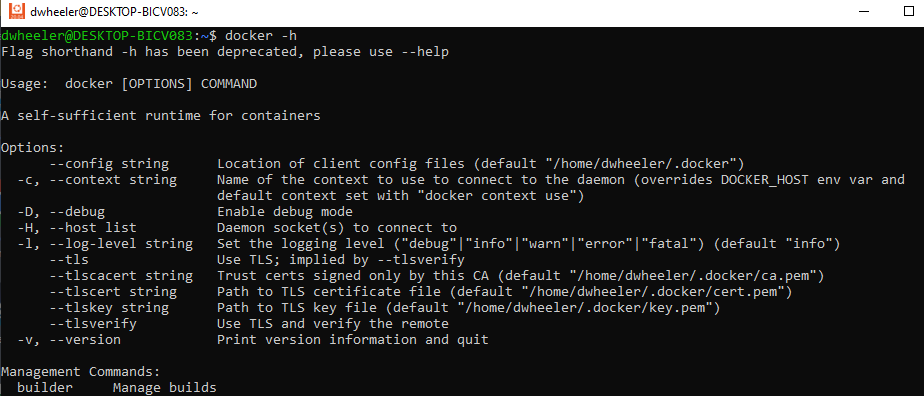 dwheeler@DESKTOP-BICV083: ~
dwheeler@DESKTOP-BICV083:~$ docker -h
Flag shorthand -h has been deprecated, please use --help
Usage:  docker [OPTIONS] COMMAND
A self-sufficient runtime for containers
Options:
      --config string      Location of client config files (default "/home/dwheeler/.docker")
  -c, --context string     Name of the context to use to connect to the daemon (overrides DOCKER_HOST env var and
                           default context set with "docker context use")
  -D, --debug              Enable debug mode
  -H, --host list          Daemon socket(s) to connect to
  -l, --log-level string   Set the logging level ("debug"|"info"|"warn"|"error"|"fatal") (default "info")
      --tls                Use TLS; implied by --tlsverify
      --tlscacert string   Trust certs signed only by this CA (default "/home/dwheeler/.docker/ca.pem")
      --tlscert string     Path to TLS certificate file (default "/home/dwheeler/.docker/cert.pem")
      --tlskey string      Path to TLS key file (default "/home/dwheeler/.docker/key.pem")
      --tlsverify          Use TLS and verify the remote
  -v, --version            Print version information and quit
Management Commands:
  builder     Manage builds